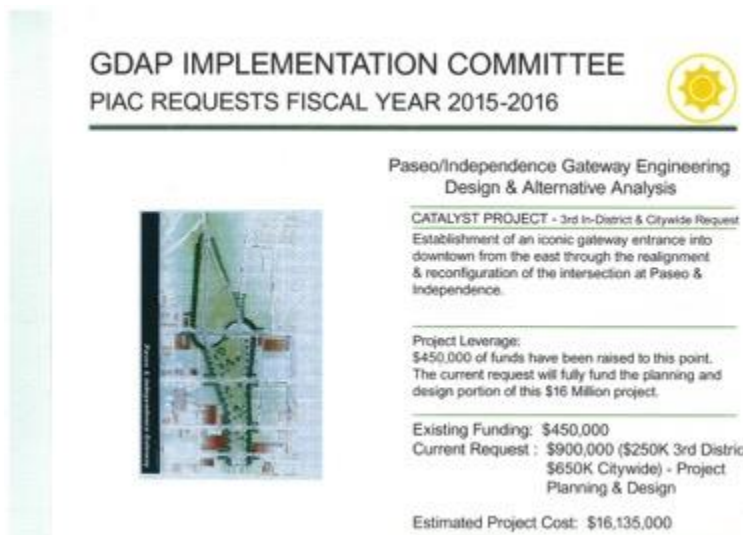 GDAP IMPLEMENTATION COMMITTEE
PIAC REQUESTS FISCAL YEAR 2015-2016
Paseo/Independence Gateway Engineering
Design & Alternative Analysis
CATALYST PROJECT - 3rd In-District & Citywide Request
Establishment of an iconic gateway entrance into
downtown from the east through the realignment
& reconfiguration of the intersection at Paseo &
Independence.
Project Leverage:
$450,000 of funds have been raised to this point.
The current request will fully fund the planning and
design portion of this $16 Million project.
Existing Funding: $450,000
Current Request : $900,000 ($250K 3rd Distric
$650K Citywide) - Project
Planning & Design
Estimated Project Cost: $16,135,000
Paseo & Independence Gateway